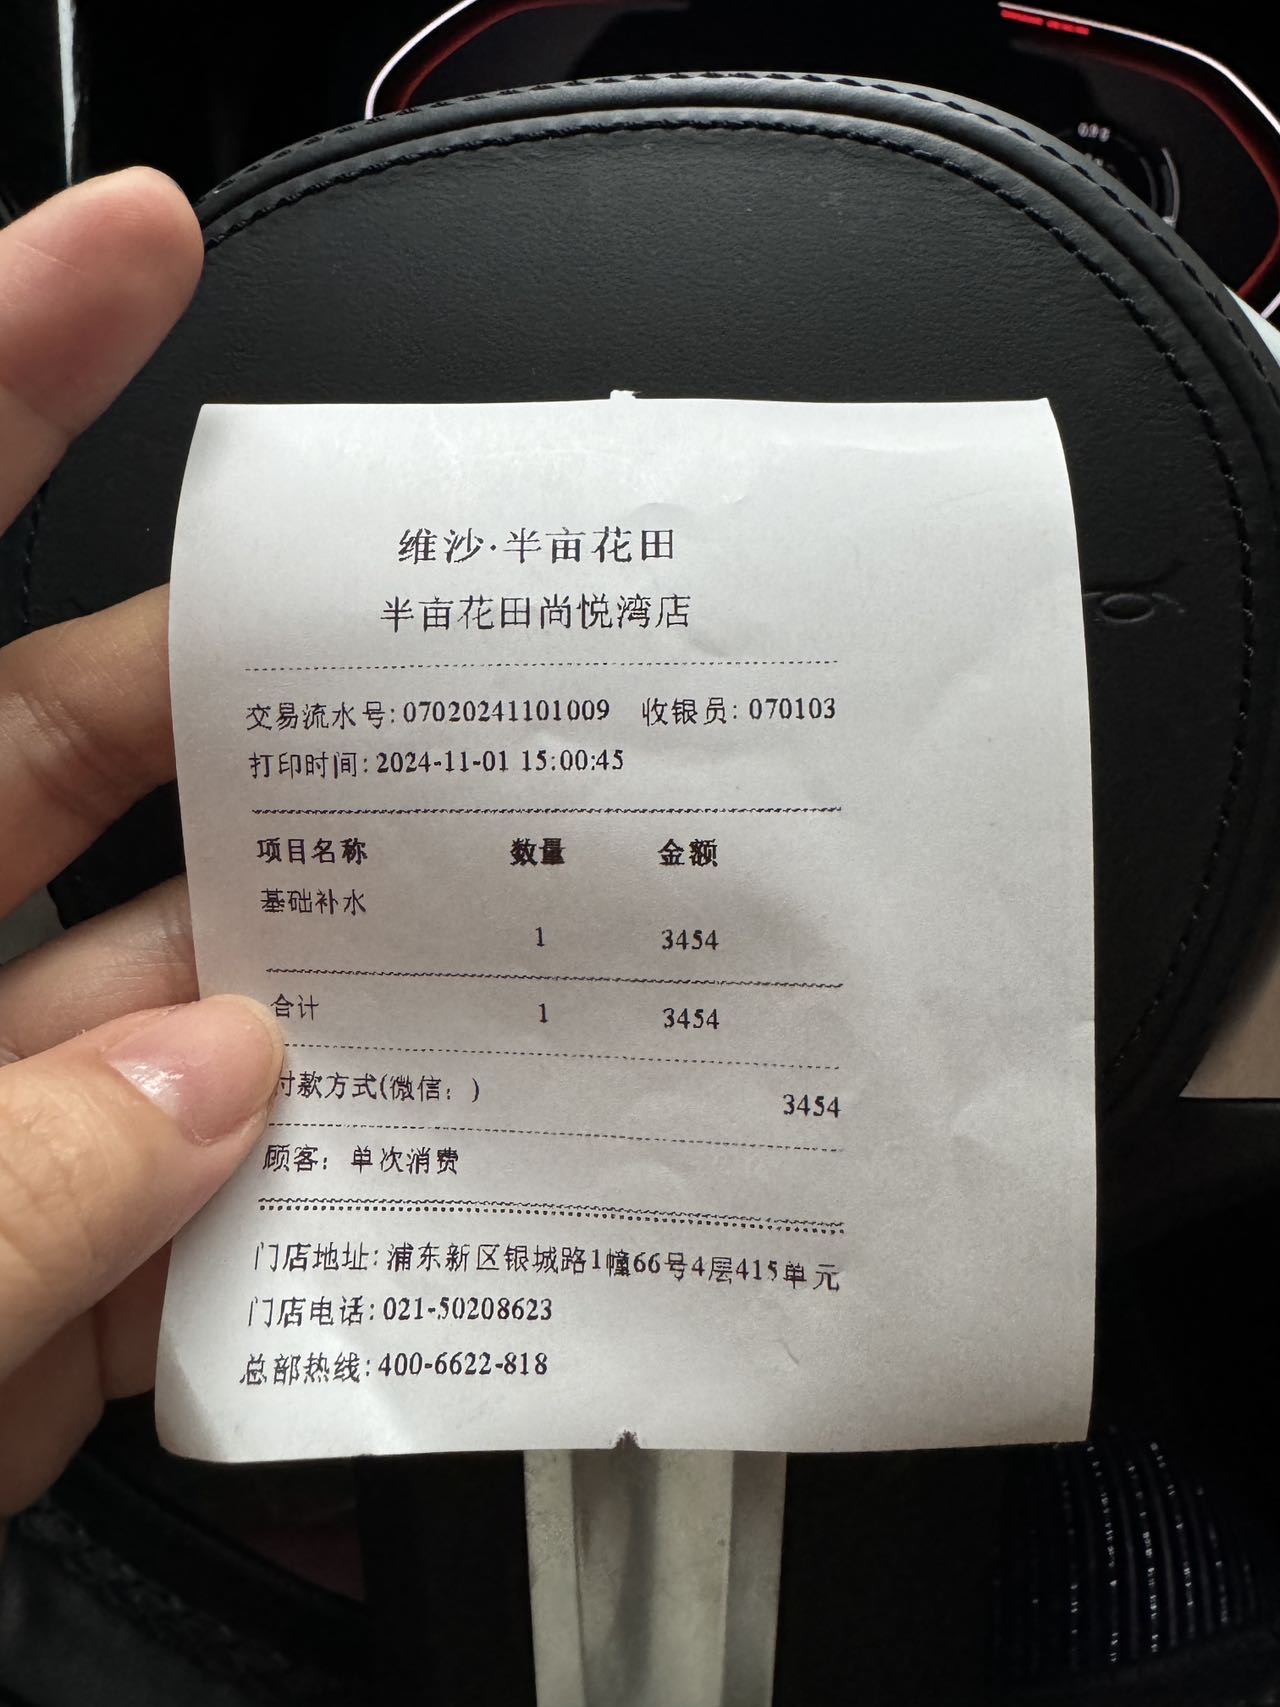 维沙·半亩花田
半亩花田尚悦湾店
交易流水号:07020241101009 收银员: 070103
打印时间: 2024-11-01 15:00:45
项目名称 数量 金额
基础补水
1 3454
合计 1 3454
付款方式(微信: ) 3454
顾客: 单次消费
门店地址: 浦东新区银城路1幢66号4层415单元
门店电话: 021-50208623
总部热线: 400-6622-818